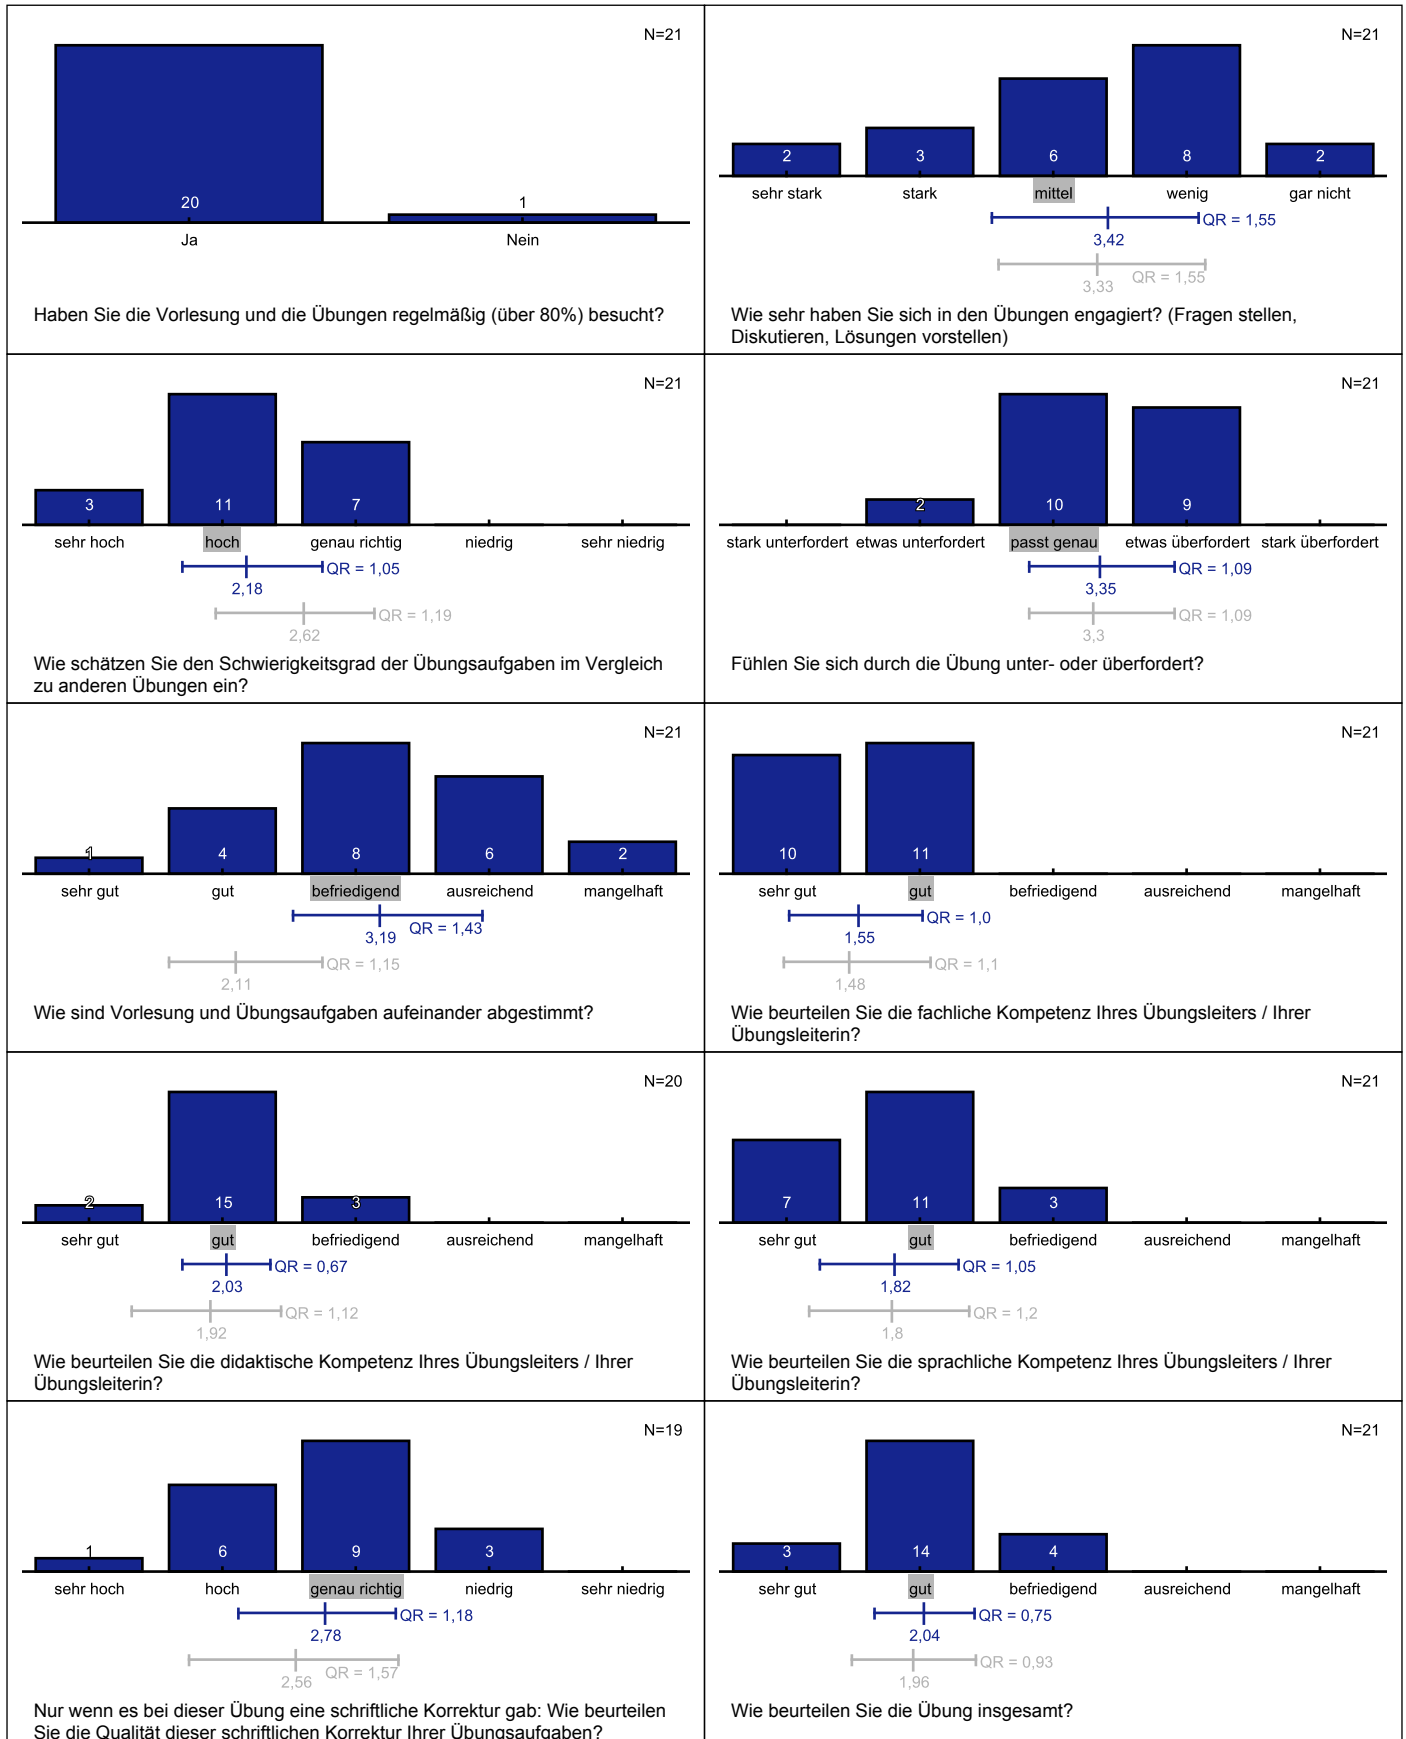 N=21
20
1
Ja
Nein
Haben Sie die Vorlesung und die Übungen regelmäßig (über 80%) besucht?
N=21
2
3
6
8
2
sehr stark
stark
mittel
wenig
gar nicht
QR = 1,55
3,42
QR = 1,55
3,33
Wie sehr haben Sie sich in den Übungen engagiert? (Fragen stellen,
Diskutieren, Lösungen vorstellen)
N=21
3
11
7
sehr hoch
hoch
genau richtig
niedrig
sehr niedrig
QR = 1,05
2,18
QR = 1,19
2,62
Wie schätzen Sie den Schwierigkeitsgrad der Übungsaufgaben im Vergleich
zu anderen Übungen ein?
N=21
2
10
9
stark unterfordert
etwas unterfordert
passt genau
etwas überfordert
stark überfordert
QR = 1,09
3,35
QR = 1,09
3,3
Fühlen Sie sich durch die Übung unter- oder überfordert?
N=21
1
4
8
6
2
sehr gut
gut
befriedigend
ausreichend
mangelhaft
QR = 1,43
3,19
QR = 1,15
2,11
Wie sind Vorlesung und Übungsaufgaben aufeinander abgestimmt?
N=21
10
11
sehr gut
gut
befriedigend
ausreichend
mangelhaft
QR = 1,0
1,55
QR = 1,1
1,48
Wie beurteilen Sie die fachliche Kompetenz Ihres Übungsleiters / Ihrer
Übungsleiterin?
N=20
2
15
3
sehr gut
gut
befriedigend
ausreichend
mangelhaft
QR = 0,67
2,03
QR = 1,12
1,92
Wie beurteilen Sie die didaktische Kompetenz Ihres Übungsleiters / Ihrer
Übungsleiterin?
N=21
7
11
3
sehr gut
gut
befriedigend
ausreichend
mangelhaft
QR = 1,05
1,82
QR = 1,2
1,8
Wie beurteilen Sie die sprachliche Kompetenz Ihres Übungsleiters / Ihrer
Übungsleiterin?
N=19
1
6
9
3
sehr hoch
hoch
genau richtig
niedrig
sehr niedrig
QR = 1,18
2,78
QR = 1,57
2,56
Nur wenn es bei dieser Übung eine schriftliche Korrektur gab: Wie beurteilen
Sie die Qualität dieser schriftlichen Korrektur Ihrer Übungsaufgaben?
N=21
3
14
4
sehr gut
gut
befriedigend
ausreichend
mangelhaft
QR = 0,75
2,04
QR = 0,93
1,96
Wie beurteilen Sie die Übung insgesamt?